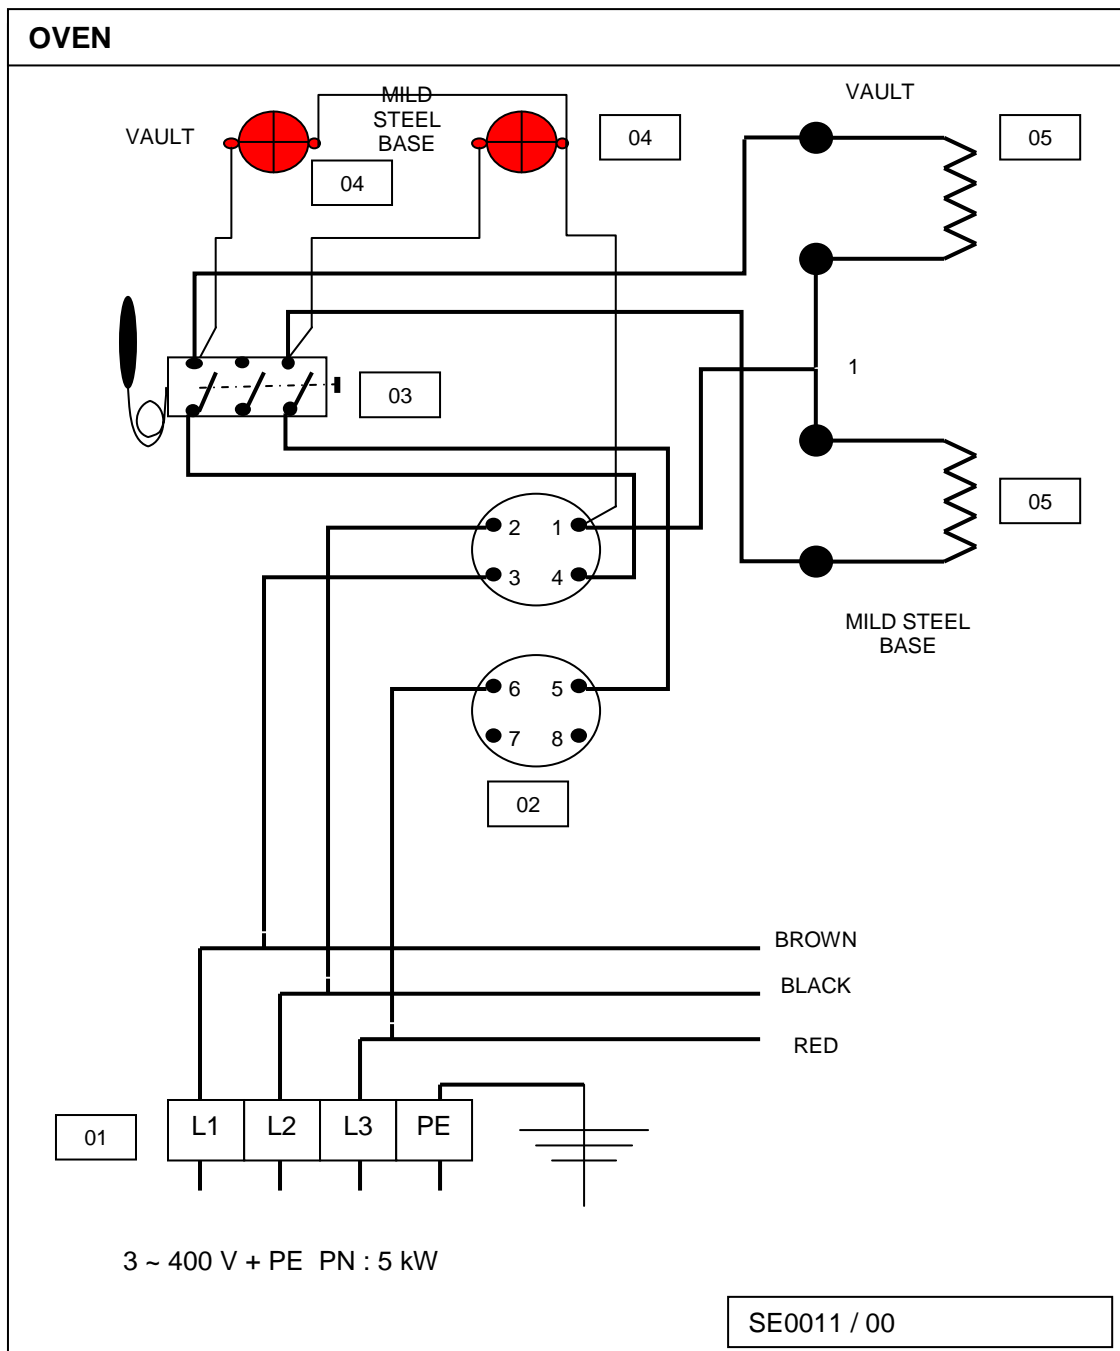 OVEN
VAULT
MILD
STEEL
BASE
04
04
VAULT
05
03
1
2 1
3 4
05
MILD STEEL
BASE
6 5
7 8
02
BROWN
BLACK
RED
01
L1 L2 L3 PE
3 ~ 400 V + PE PN : 5 kW
SE0011 / 00